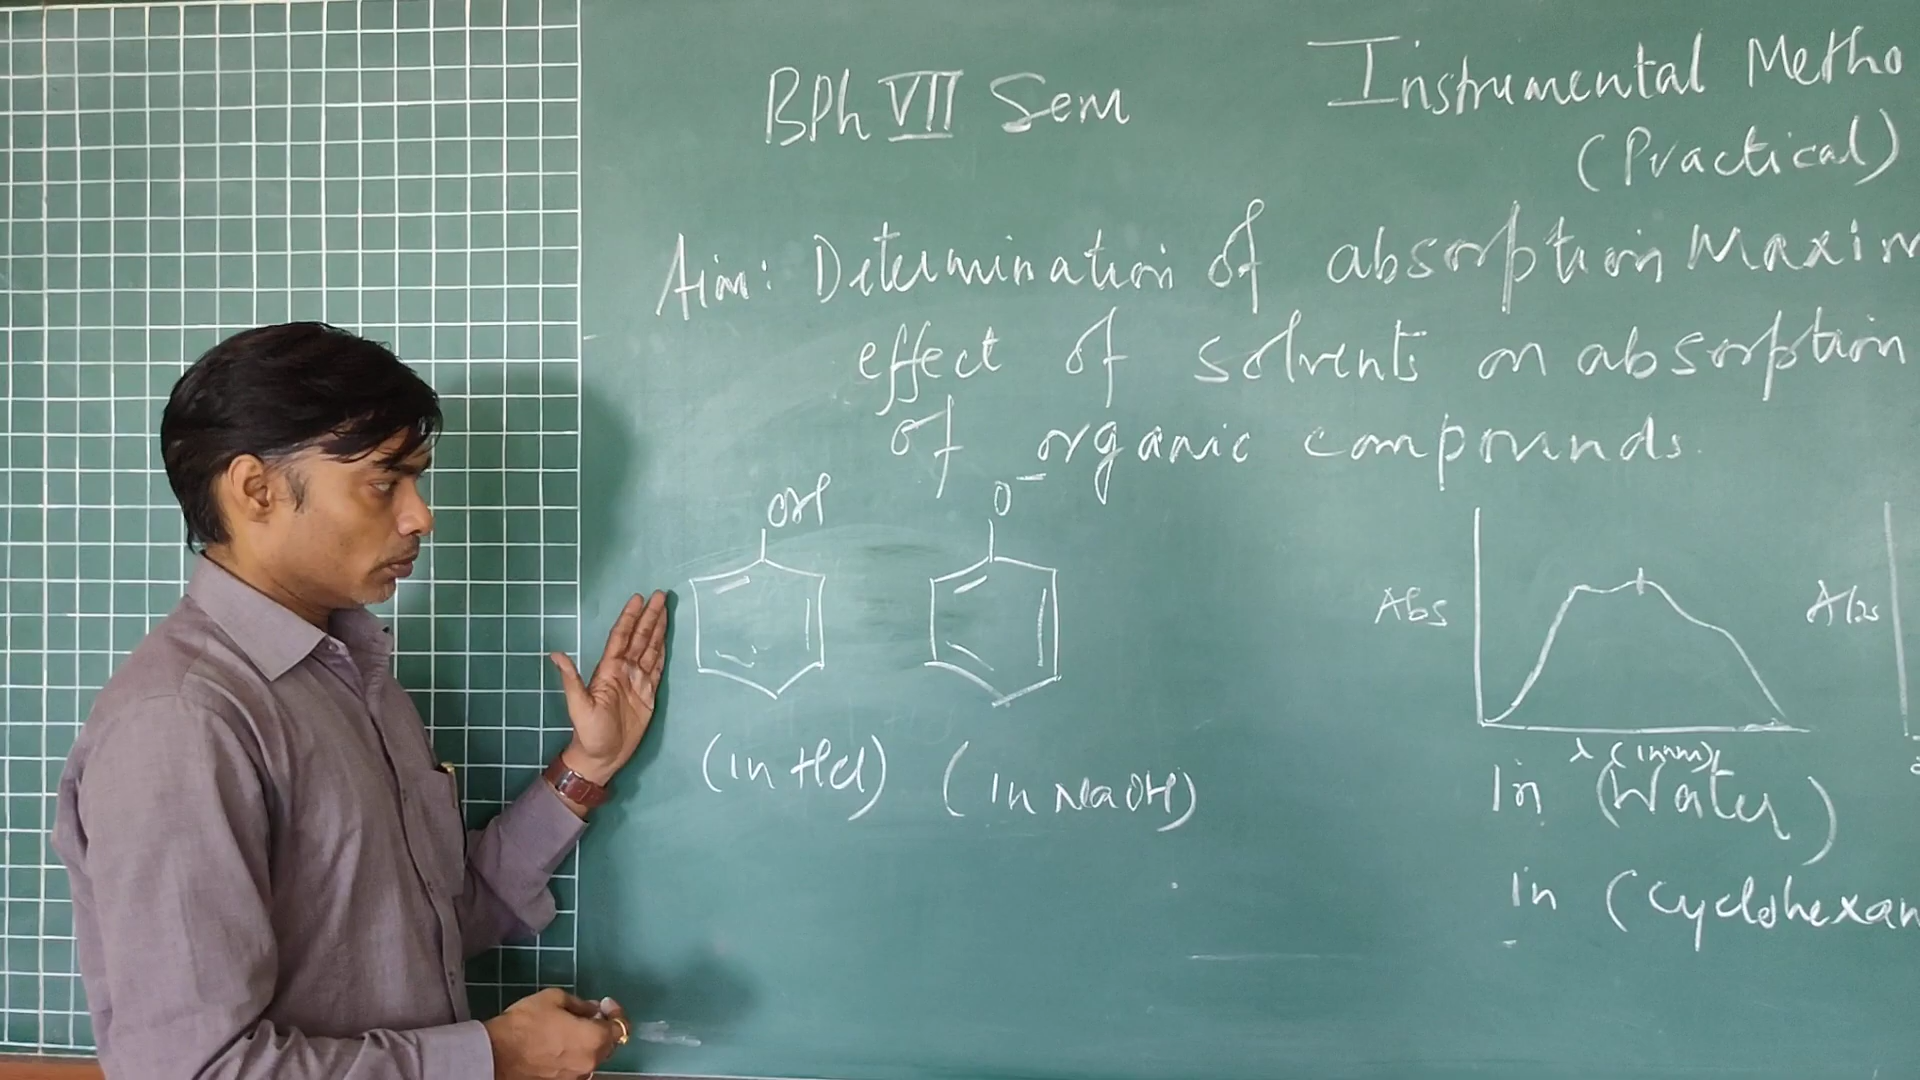 BPh VII Sem
Instrumental Metho
(Practical)
Aim: Determination of absorption Maxim
effect of solvents on absorption
of organic compounds.
OH
O⁻
Abs
Abs
λ (in nm)
(in HCl)
(in NaOH)
In (Water)
in (Cyclohexan